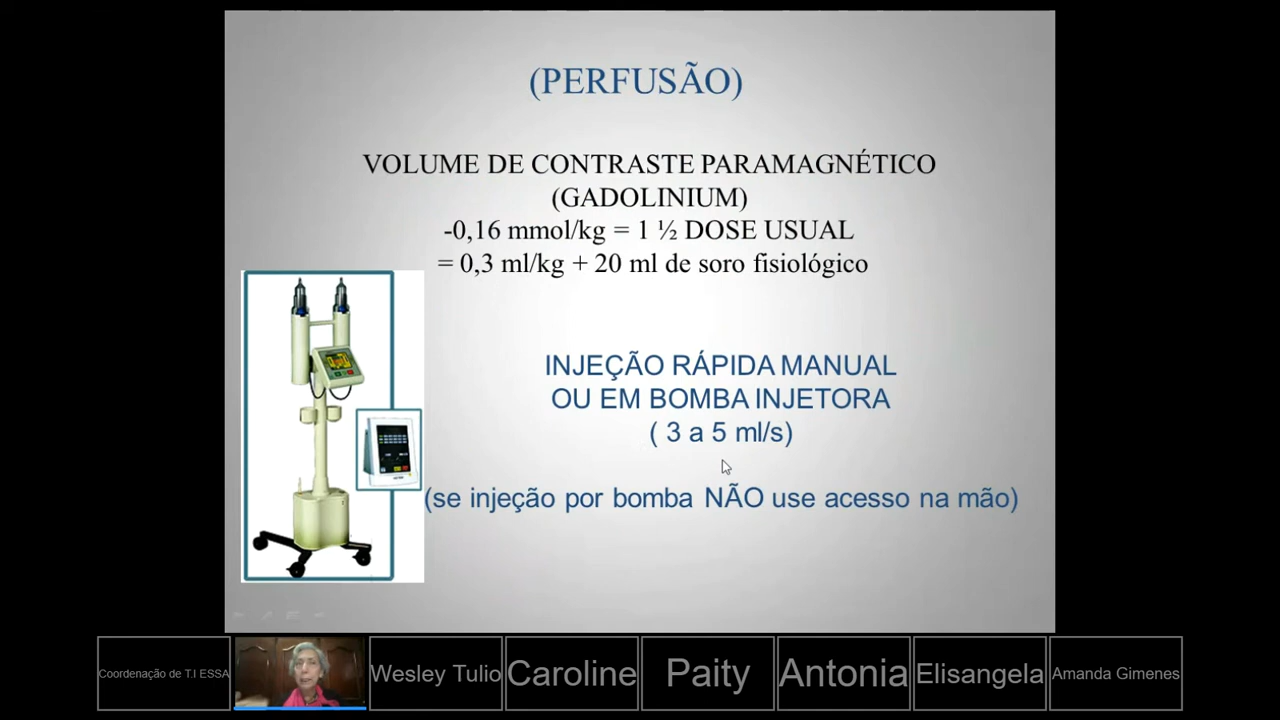 (PERFUSÃO)
VOLUME DE CONTRASTE PARAMAGNÉTICO
(GADOLINIUM)
-0,16 mmol/kg = 1 ½ DOSE USUAL
= 0,3 ml/kg + 20 ml de soro fisiológico
INJEÇÃO RÁPIDA MANUAL
OU EM BOMBA INJETORA
( 3 a 5 ml/s)
(se injeção por bomba NÃO use acesso na mão)
Coordenação de T.I ESSA
Wesley Tulio
Caroline
Paity
Antonia
Elisangela
Amanda Gimenes